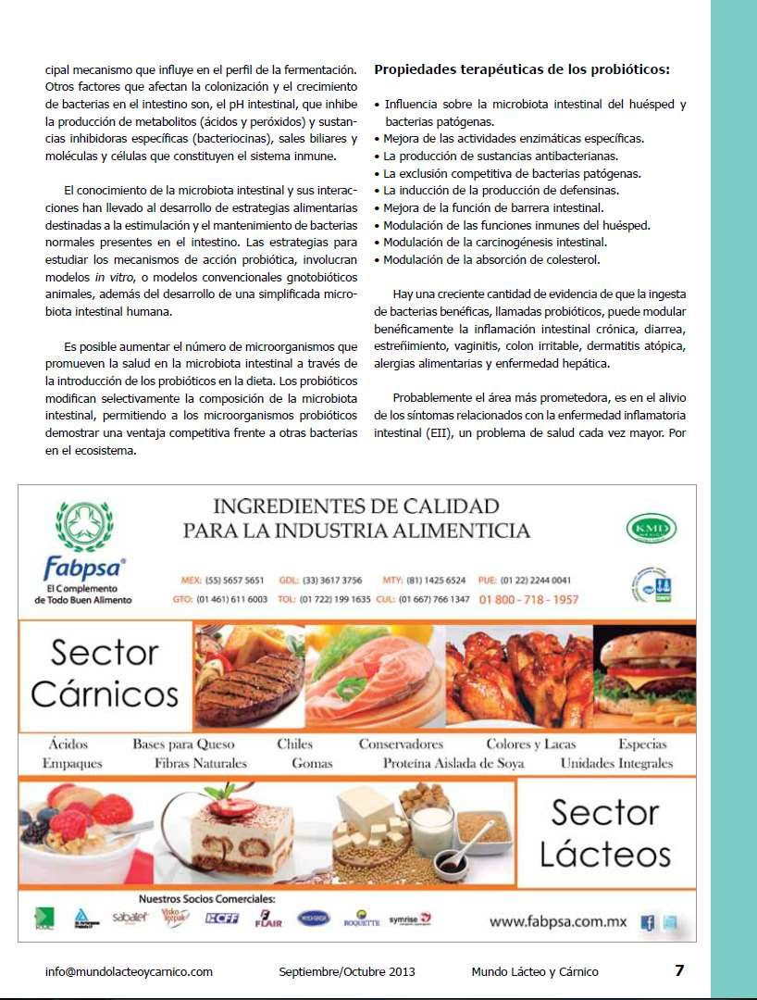 cipal mecanismo que influye en el perfil de la fermentación.
Otros factores que afectan la colonización y el crecimiento
de bacterias en el intestino son, el pH intestinal, que inhibe
la producción de metabolitos (ácidos y peróxidos) y sustan-
cias inhibidoras específicas (bacteriocinas), sales biliares y
moléculas y células que constituyen el sistema inmune.
El conocimiento de la microbiota intestinal y sus interac-
ciones han llevado al desarrollo de estrategias alimentarias
destinadas a la estimulación y el mantenimiento de bacterias
normales presentes en el intestino. Las estrategias para
estudiar los mecanismos de acción probiótica, involucran
modelos in vitro, o modelos convencionales gnotobióticos
animales, además del desarrollo de una simplificada micro-
biota intestinal humana.
Es posible aumentar el número de microorganismos que
promueven la salud en la microbiota intestinal a través de
la introducción de los probióticos en la dieta. Los probióticos
modifican selectivamente la composición de la microbiota
intestinal, permitiendo a los microorganismos probióticos
demostrar una ventaja competitiva frente a otras bacterias
en el ecosistema.
Propiedades terapéuticas de los probióticos:
• Influencia sobre la microbiota intestinal del huésped y
bacterias patógenas.
• Mejora de las actividades enzimáticas específicas.
• La producción de sustancias antibacterianas.
• La exclusión competitiva de bacterias patógenas.
• La inducción de la producción de defensinas.
• Mejora de la función de barrera intestinal.
• Modulación de las funciones inmunes del huésped.
• Modulación de la carcinogénesis intestinal.
• Modulación de la absorción de colesterol.
Hay una creciente cantidad de evidencia de que la ingesta
de bacterias benéficas, llamadas probióticos, puede modular
benéficamente la inflamación intestinal crónica, diarrea,
estreñimiento, vaginitis, colon irritable, dermatitis atópica,
alergias alimentarias y enfermedad hepática.
Probablemente el área más prometedora, es en el alivio
de los síntomas relacionados con la enfermedad inflamatoria
intestinal (EII), un problema de salud cada vez mayor. Por
Fabpsa®
El Complemento
de Todo Buen Alimento
INGREDIENTES DE CALIDAD
PARA LA INDUSTRIA ALIMENTICIA
MEX: (55) 5657 5651 GDL: (33) 3617 3756 MTY: (81) 1425 6524 PUE: (01 22) 2244 0041
GTO: (01 461) 611 6003 TOL: (01 722) 199 1635 CUL: (01 667) 766 1347 01 800 - 718 - 1957
KMD
Sector
Cárnicos
Ácidos Bases para Queso Chiles Conservadores Colores y Lacas Especias
Empaques Fibras Naturales Gomas Proteína Aislada de Soya Unidades Integrales
Sector
Lácteos
Nuestros Socios Comerciales:
sabater
Visko
CFF
FLAIR
ROQUETTE
symrise
www.fabpsa.com.mx
info@mundolacteoycarnico.com Septiembre/Octubre 2013 Mundo Lácteo y Cárnico 7